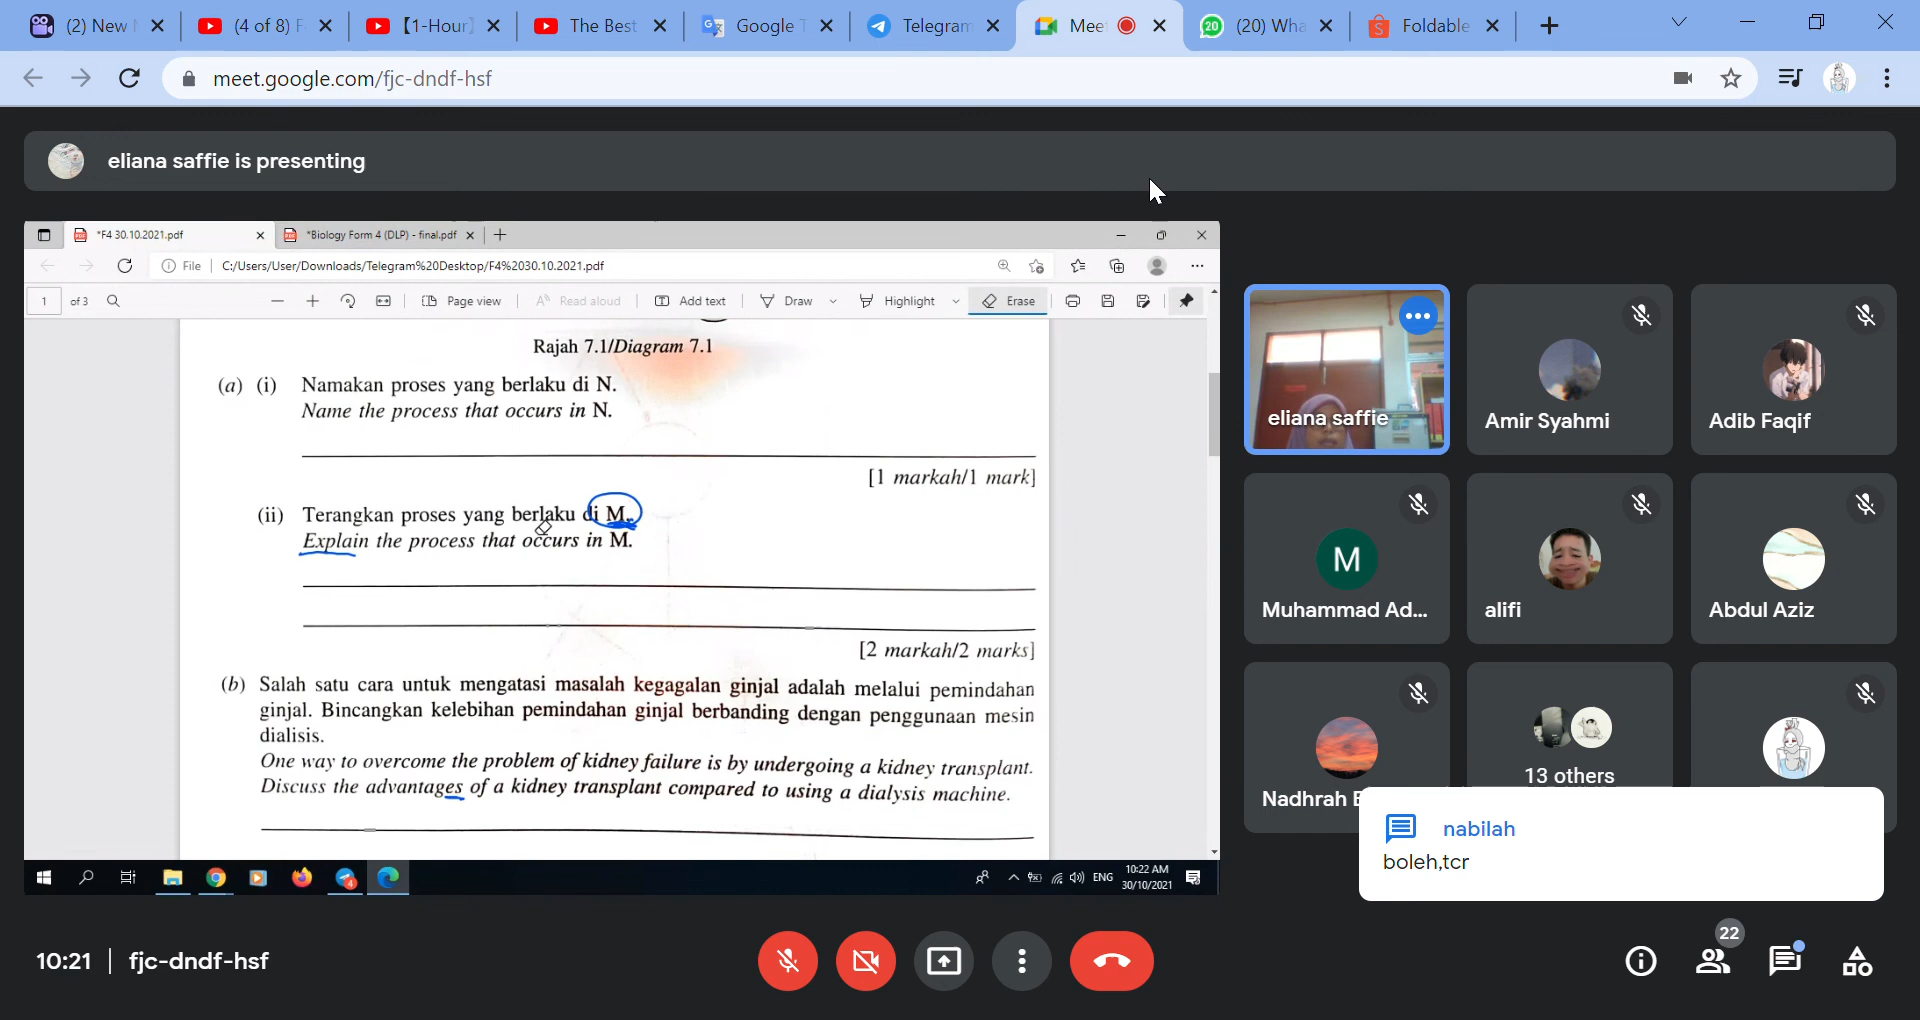 (2) New
(4 of 8) F
【1-Hour】
The Best
Google T
Telegram
Mee
20
(20) Wha
Foldable
meet.google.com/fjc-dndf-hsf
eliana saffie is presenting
*F4 30.10.2021.pdf
*Biology Form 4 (DLP) - final.pdf
File
C:/Users/User/Downloads/Telegram%20Desktop/F4%2030.10.2021.pdf
1 of 3
Page view
Read aloud
Add text
Draw
Highlight
Erase
Rajah 7.1/Diagram 7.1
(a) (i) Namakan proses yang berlaku di N.
Name the process that occurs in N.
[1 markah/1 mark]
(ii) Terangkan proses yang berlaku di M.
Explain the process that occurs in M.
[2 markah/2 marks]
(b) Salah satu cara untuk mengatasi masalah kegagalan ginjal adalah melalui pemindahan
ginjal. Bincangkan kelebihan pemindahan ginjal berbanding dengan penggunaan mesin
dialisis.
One way to overcome the problem of kidney failure is by undergoing a kidney transplant.
Discuss the advantages of a kidney transplant compared to using a dialysis machine.
4
ENG
10:22 AM
30/10/2021
eliana saffie
Amir Syahmi
Adib Faqif
M
Muhammad Ad...
alifi
Abdul Aziz
Nadhrah
13 others
nabilah
boleh,tcr
10:21
fjc-dndf-hsf
22